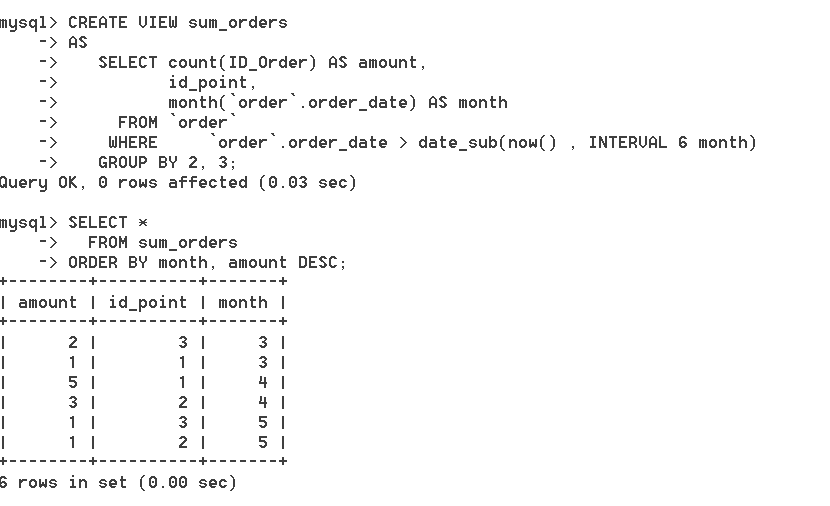 mysql> CREATE VIEW sum_orders
    -> AS
    ->    SELECT count(ID_Order) AS amount,
    ->           id_point,
    ->           month(`order`.order_date) AS month
    ->      FROM `order`
    ->     WHERE     `order`.order_date > date_sub(now() , INTERVAL 6 month)
    ->    GROUP BY 2, 3;
Query OK, 0 rows affected (0.03 sec)
mysql> SELECT *
    ->   FROM sum_orders
    -> ORDER BY month, amount DESC;
+--------+----------+-------+
| amount | id_point | month |
+--------+----------+-------+
|      2 |        3 |     3 |
|      1 |        1 |     3 |
|      5 |        1 |     4 |
|      3 |        2 |     4 |
|      1 |        3 |     5 |
|      1 |        2 |     5 |
+--------+----------+-------+
6 rows in set (0.00 sec)